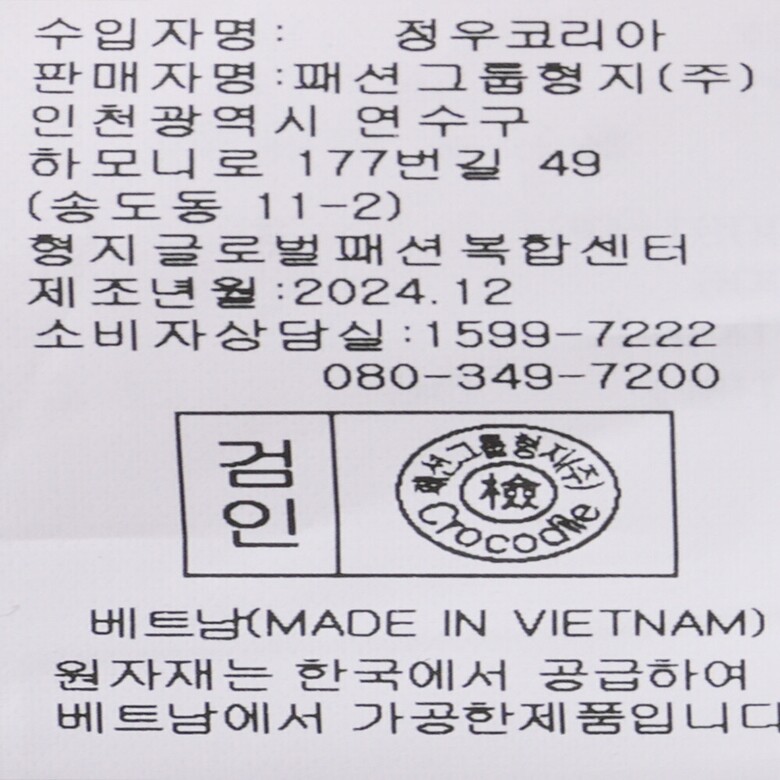 수입자명: 정우코리아
판매자명:패션그룹형지(주)
인천광역시 연수구
하모니로 177번길 49
(송도동 11-2)
형지글로벌패션복합센터
제조년월:2024.12
소비자상담실:1599-7222
080-349-7200
검인
패션그룹형지(주)
檢
Crocodile
베트남(MADE IN VIETNAM)
원자재는 한국에서 공급하여
베트남에서 가공한제품입니다